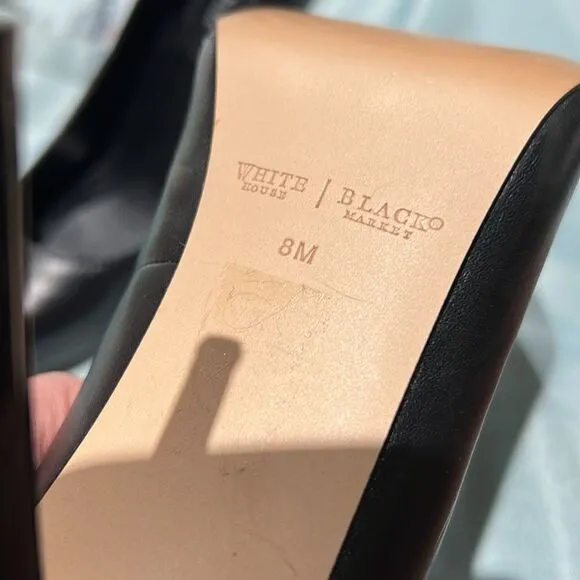 WHITE | BLACK®
HOUSE MARKET
8M